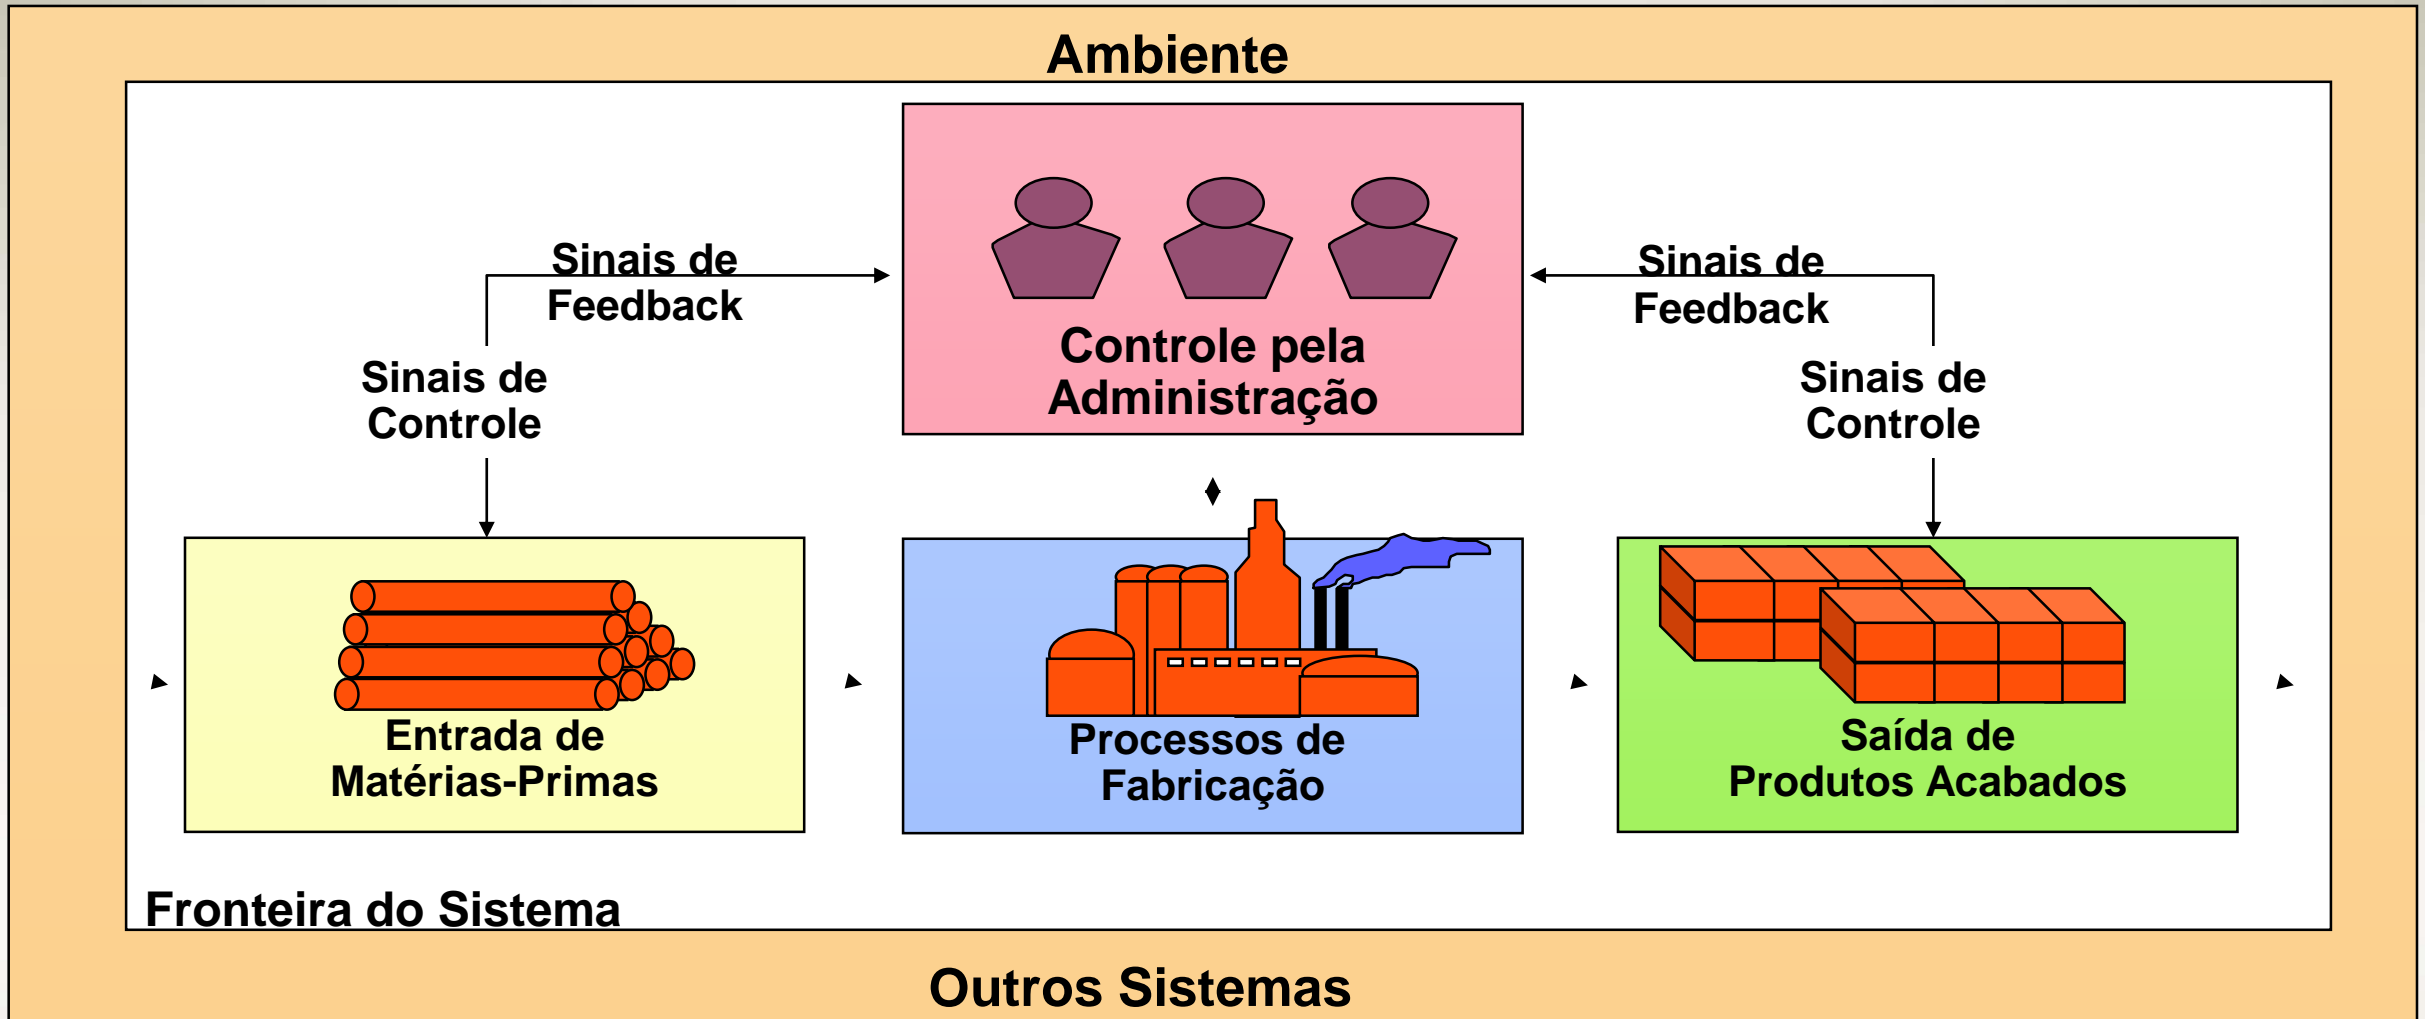 Ambiente
Sinais de
Feedback
Sinais de
Feedback
Controle pela
Administração
Sinais de
Controle
Sinais de
Controle
Entrada de
Matérias-Primas
Processos de
Fabricação
Saída de
Produtos Acabados
Fronteira do Sistema
Outros Sistemas